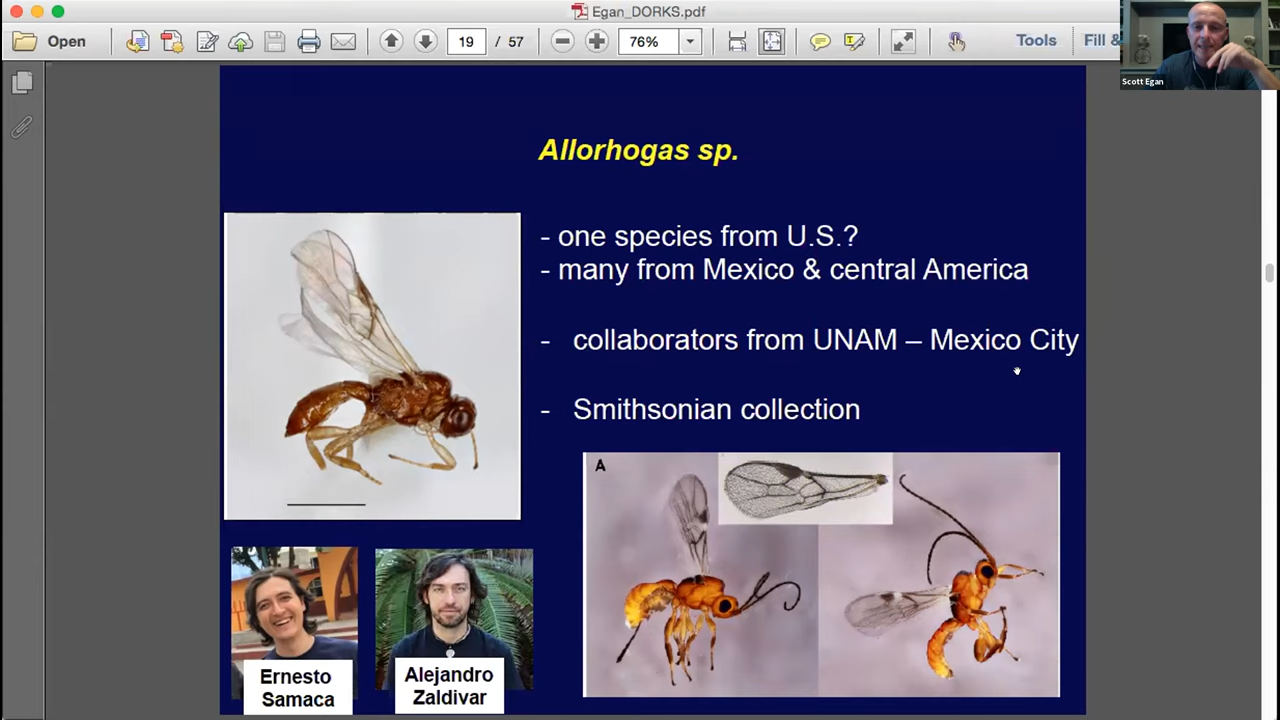 Egan_DORKS.pdf
Open
19 / 57
76%
Tools
Fill &
Scott Egan
Allorhogas sp.
- one species from U.S.?
- many from Mexico & central America
- collaborators from UNAM – Mexico City
- Smithsonian collection
A
Ernesto
Samaca
Alejandro
Zaldivar